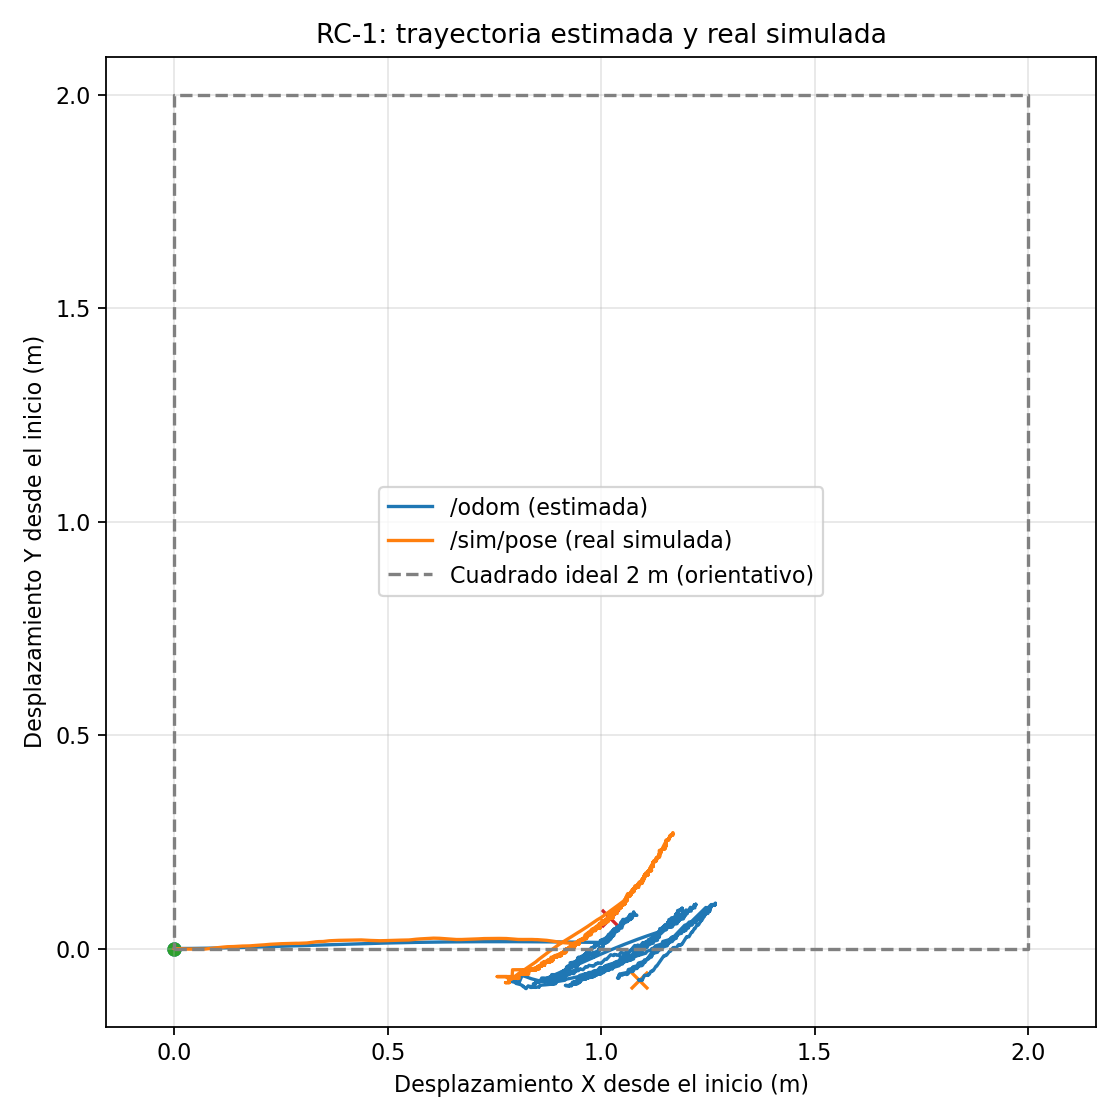 RC-1: trayectoria estimada y real simulada
Desplazamiento Y desde el inicio (m)
2.0
1.5
1.0
0.5
0.0
/odom (estimada)
/sim/pose (real simulada)
Cuadrado ideal 2 m (orientativo)
0.0 0.5 1.0 1.5 2.0
Desplazamiento X desde el inicio (m)